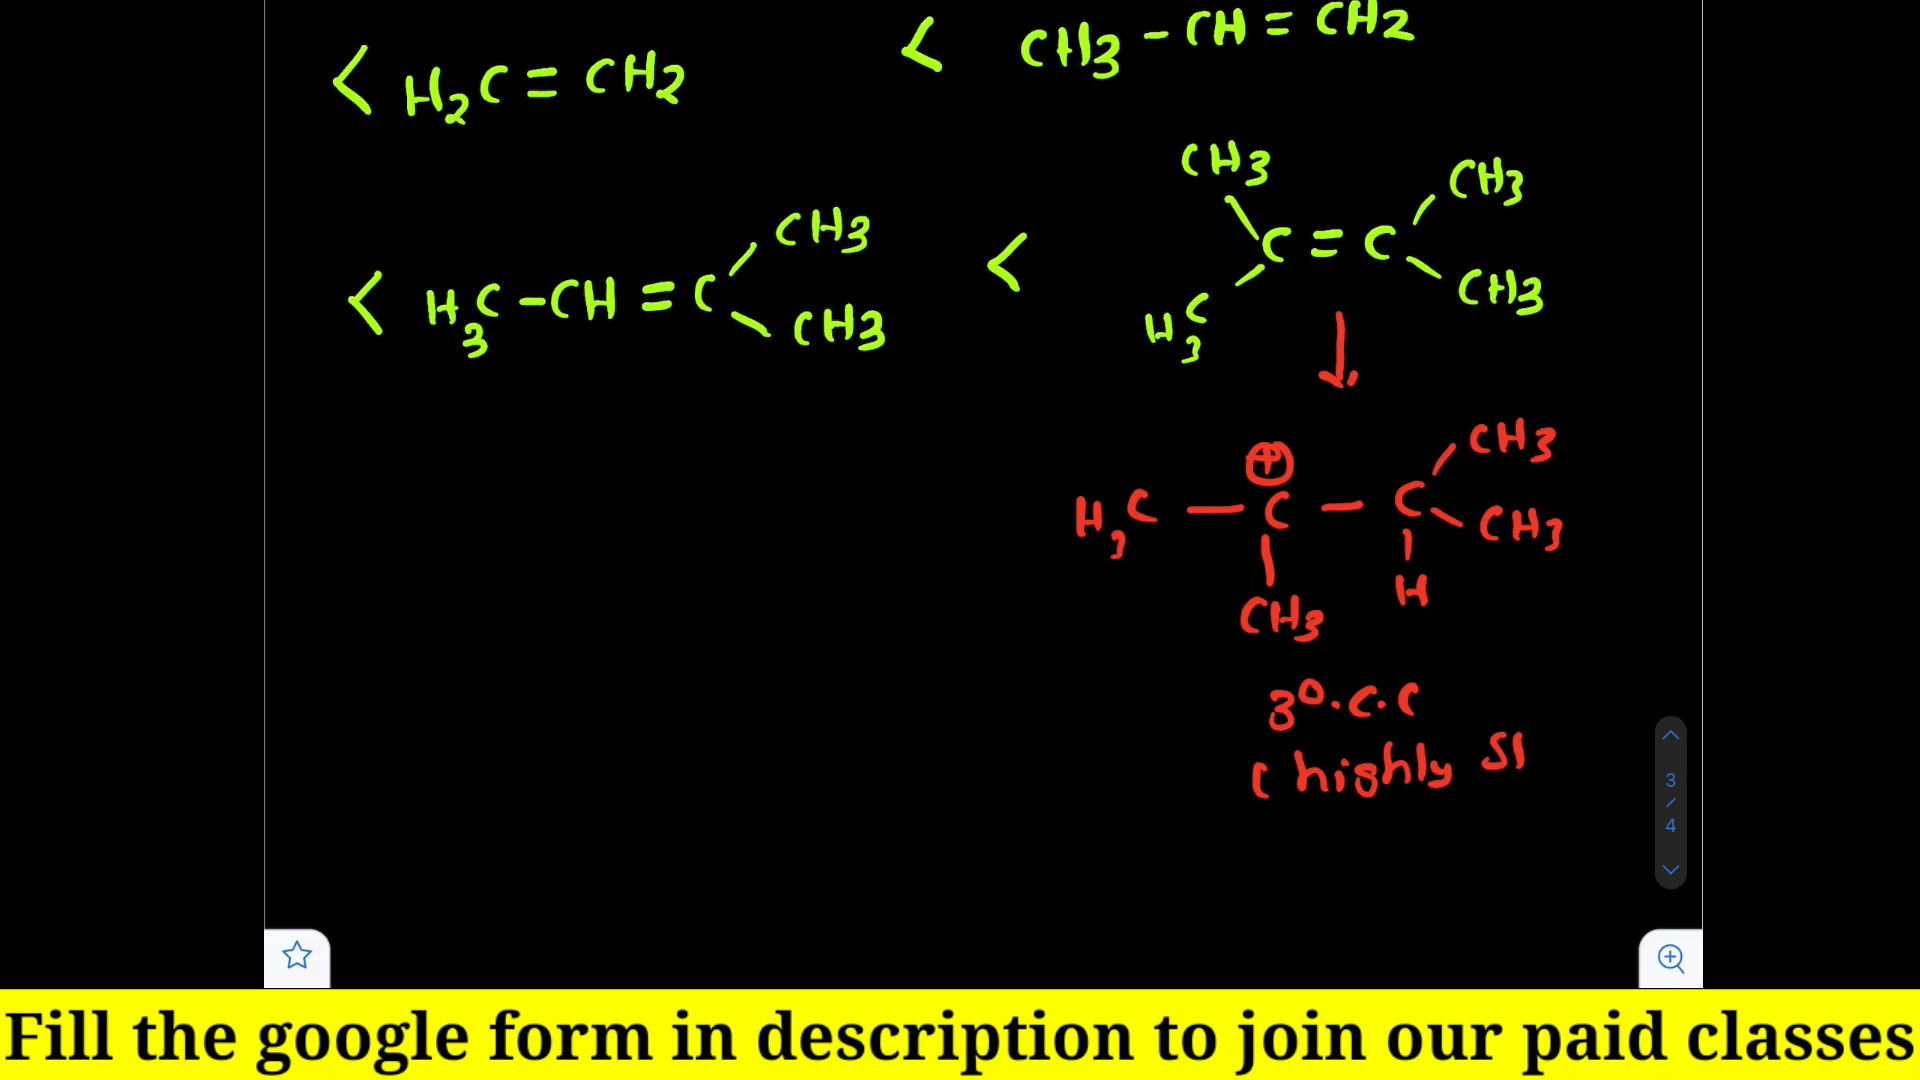 < H2C = CH2 < CH3 - CH = CH2
CH3 CH3
CH3
< H3C - CH = C < C = C
CH3 H3C CH3
⊕ CH3
H3C - C - C
CH3
CH3 H
3° . C . C
( highly St
3
/
4
Fill the google form in description to join our paid classes